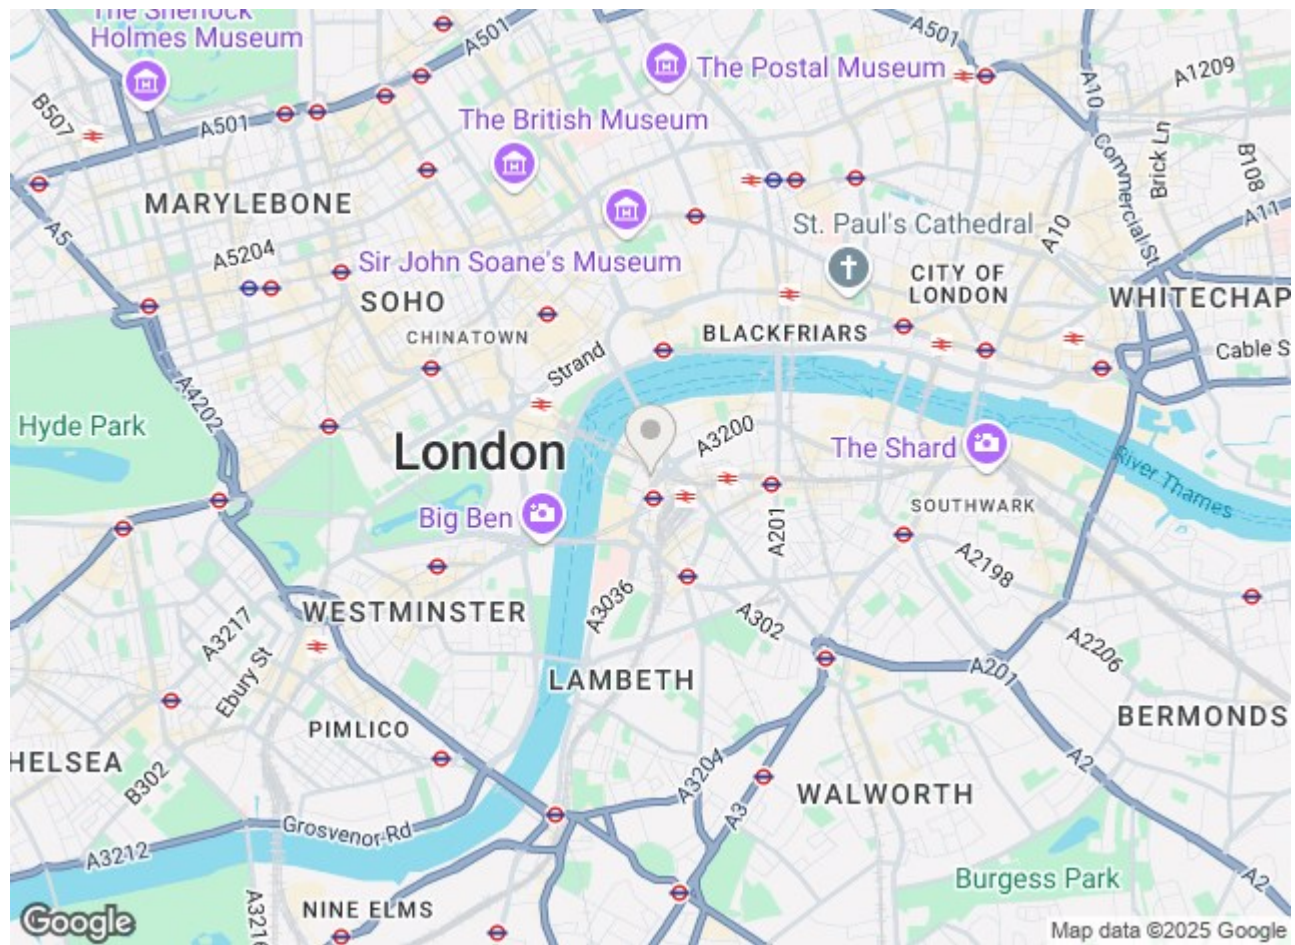 The Sherlock
Holmes Museum
A501
A501
The Postal Museum
A1209
B507
A10
The British Museum
A501
Commercial St
Brick Ln
B108
MARYLEBONE
A11
A5
A5204
St. Paul's Cathedral
A10
Sir John Soane's Museum
CITY OF
LONDON
SOHO
WHITECHAP
CHINATOWN
BLACKFRIARS
Strand
Cable S
A4202
Hyde Park
London
A3200
The Shard
River Thames
Big Ben
SOUTHWARK
A201
A2198
WESTMINSTER
A3036
A302
A3217
A2206
Ebury St
LAMBETH
A201
PIMLICO
BERMONDS
HELSEA
B302
A2
A3204
WALWORTH
A3
Grosvenor Rd
A3212
Burgess Park
A2
A3216
NINE ELMS
Google
Map data ©2025 Google